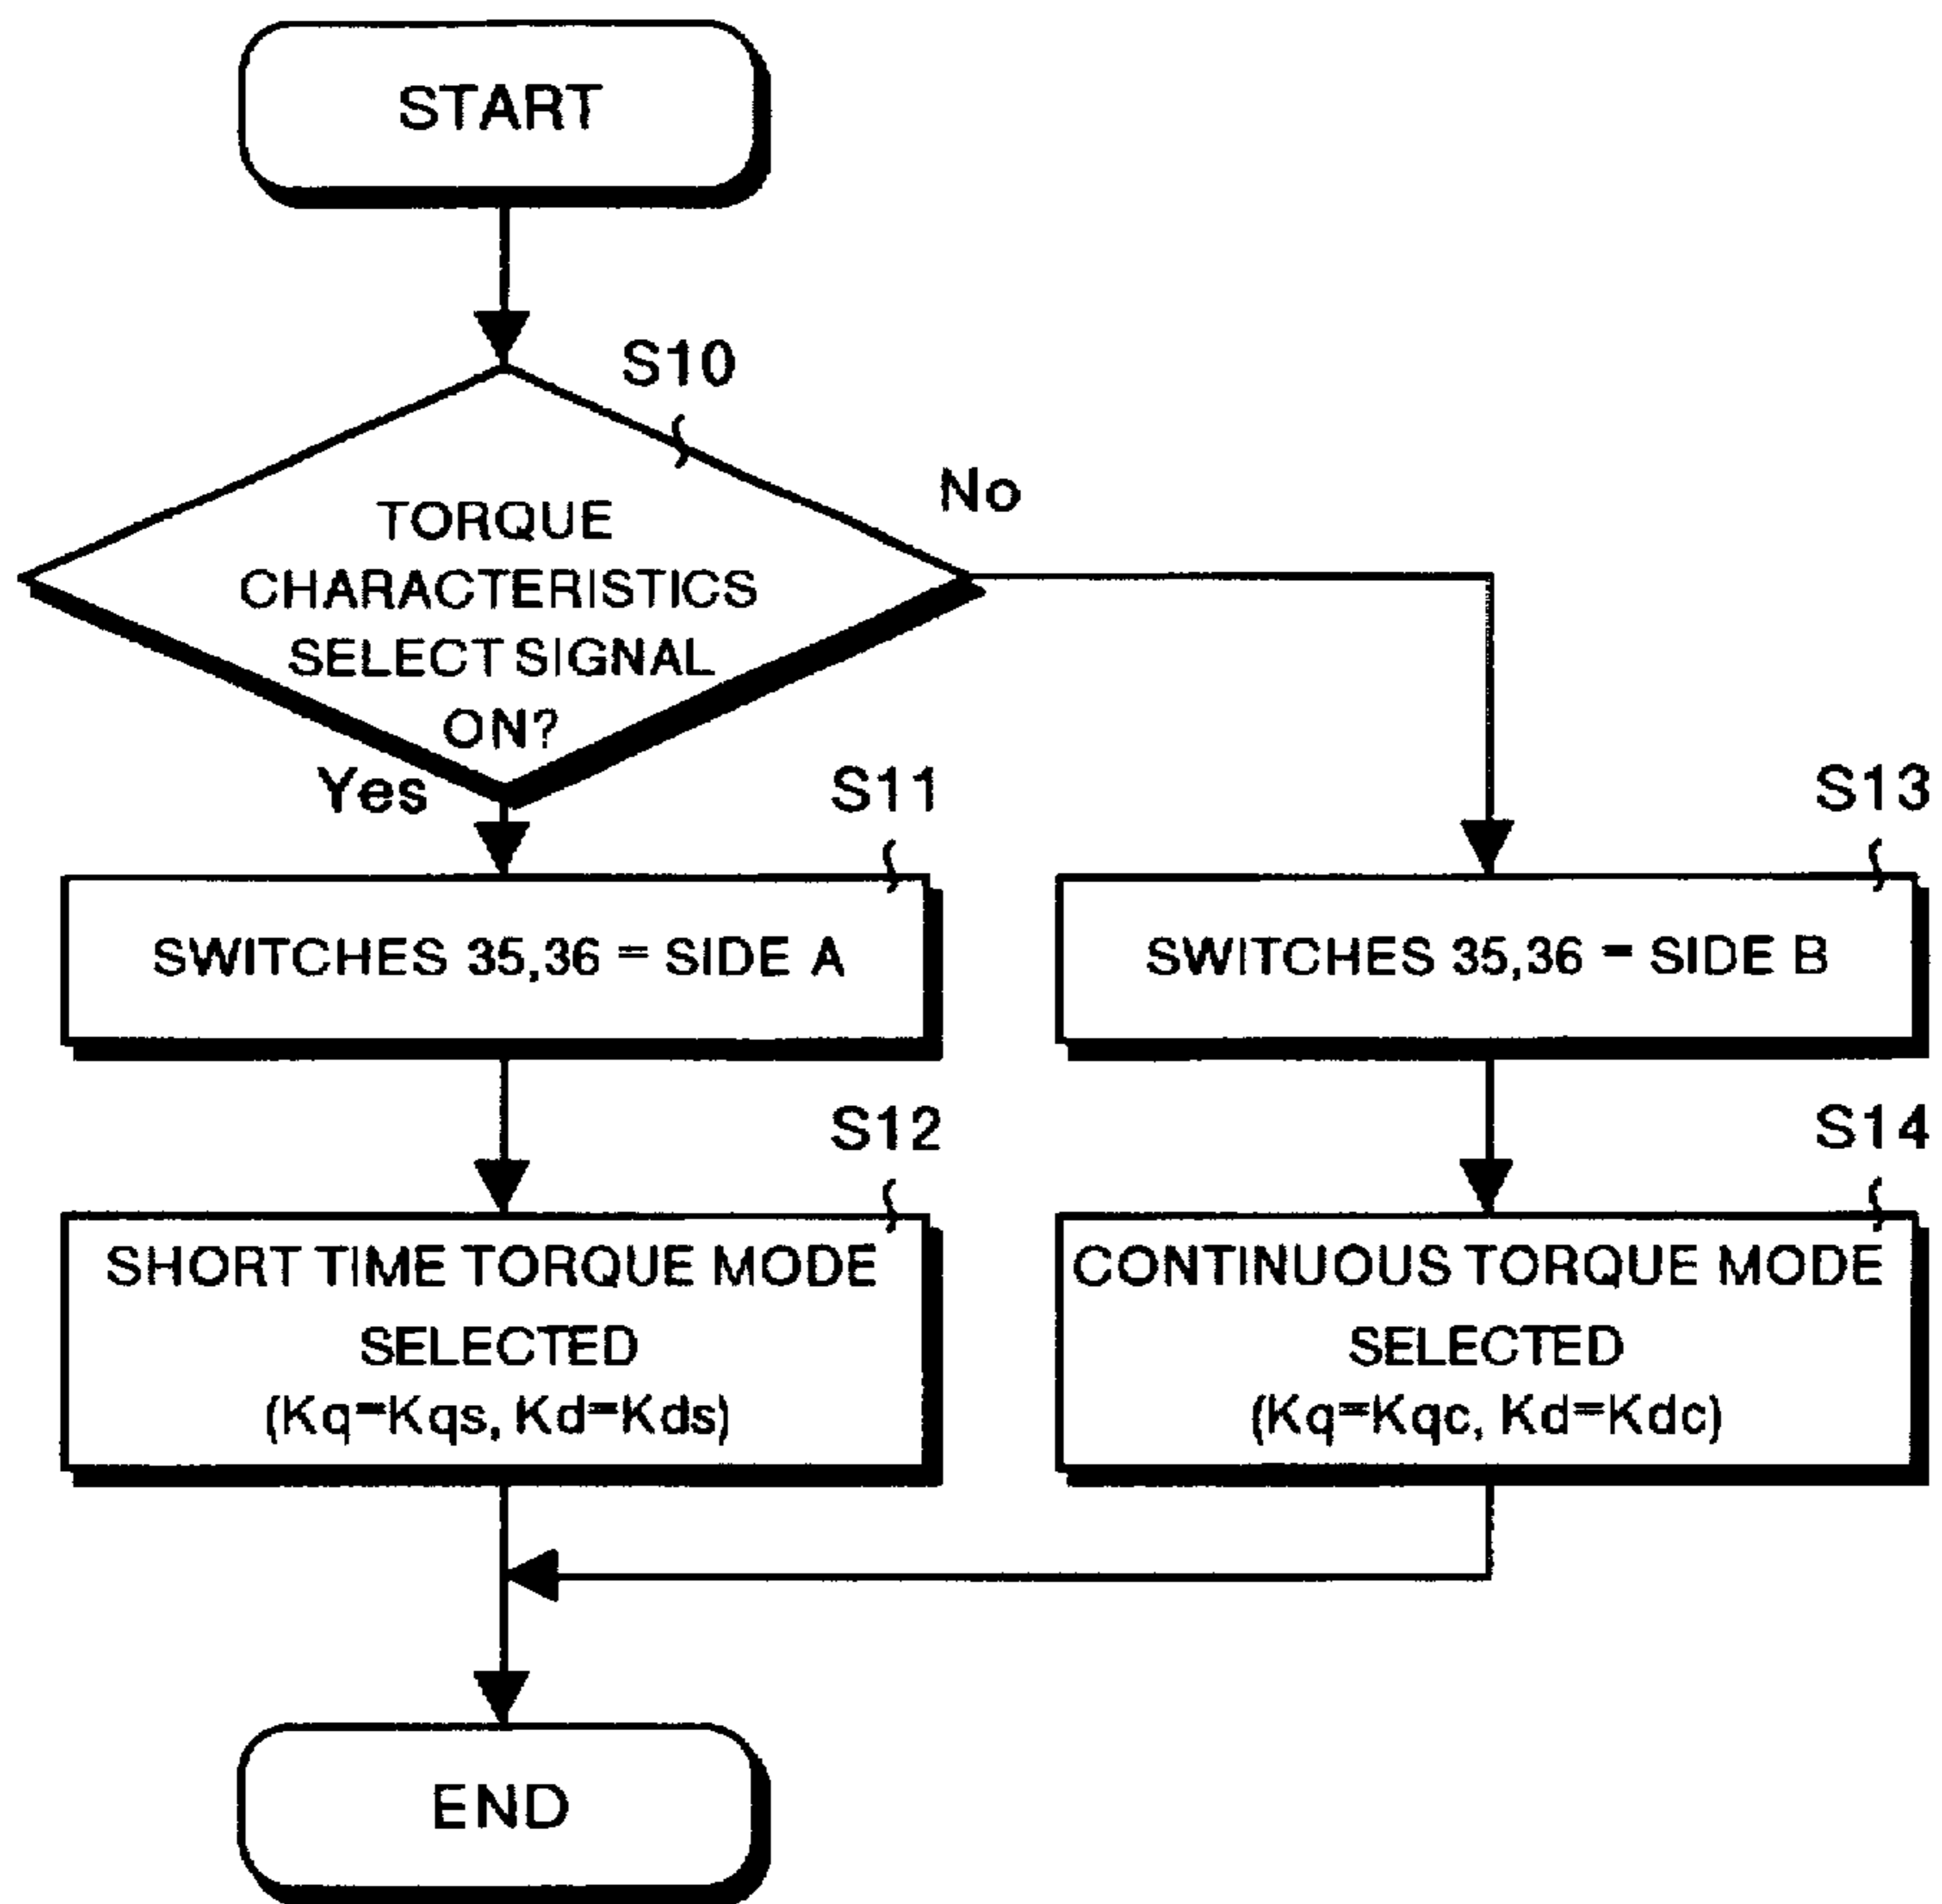 START
S10
No
TORQUE
CHARACTERISTICS
SELECT SIGNAL
ON?
Yes
S11
S13
SWITCHES 35,36 = SIDE A
SWITCHES 35,36 = SIDE B
S12
S14
SHORT TIME TORQUE MODE
SELECTED
(Kq=Kqs, Kd=Kds)
CONTINUOUS TORQUE MODE
SELECTED
(Kq=Kqc, Kd=Kdc)
END